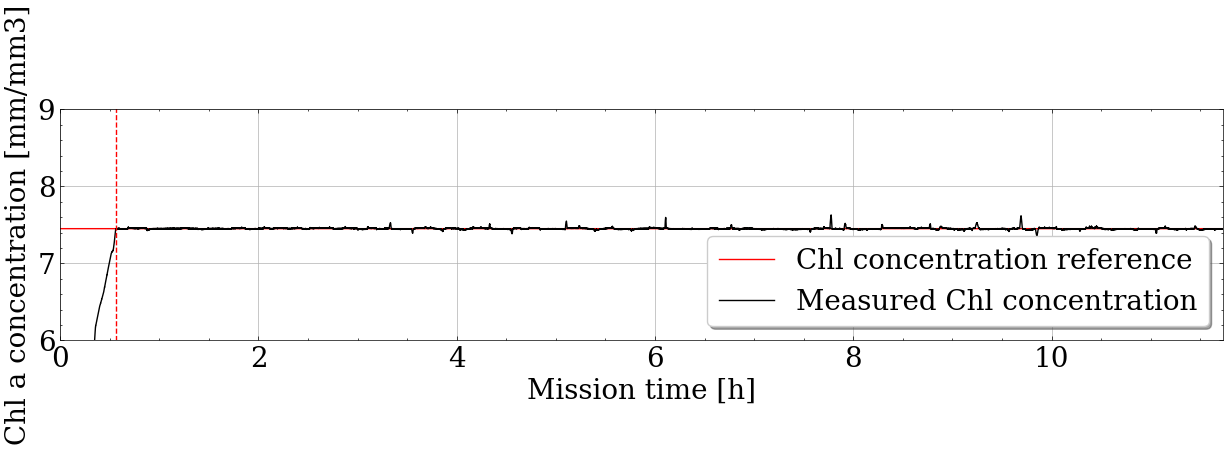 Chl a concentration [mm/mm3]
9
8
7
6
0 2 4 6 8 10
Mission time [h]
Chl concentration reference
Measured Chl concentration